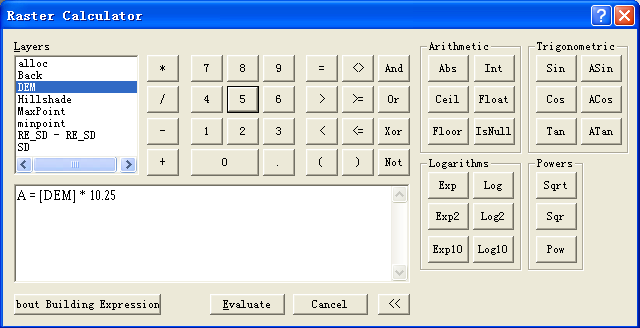 Raster Calculator
Layers
alloc
Back
DEM
Hillshade
MaxPoint
minpoint
RE_SD - RE_SD
SD
* 7 8 9 = <> And
/ 4 5 6 > >= Or
- 1 2 3 < <= Xor
+ 0 . ( ) Not
Arithmetic
Abs Int
Ceil Float
Floor IsNull
Trigonometric
Sin ASin
Cos ACos
Tan ATan
Logarithms
Exp Log
Exp2 Log2
Exp10 Log10
Powers
Sqrt
Sqr
Pow
A = [DEM] * 10.25
bout Building Expression
Evaluate
Cancel
<<